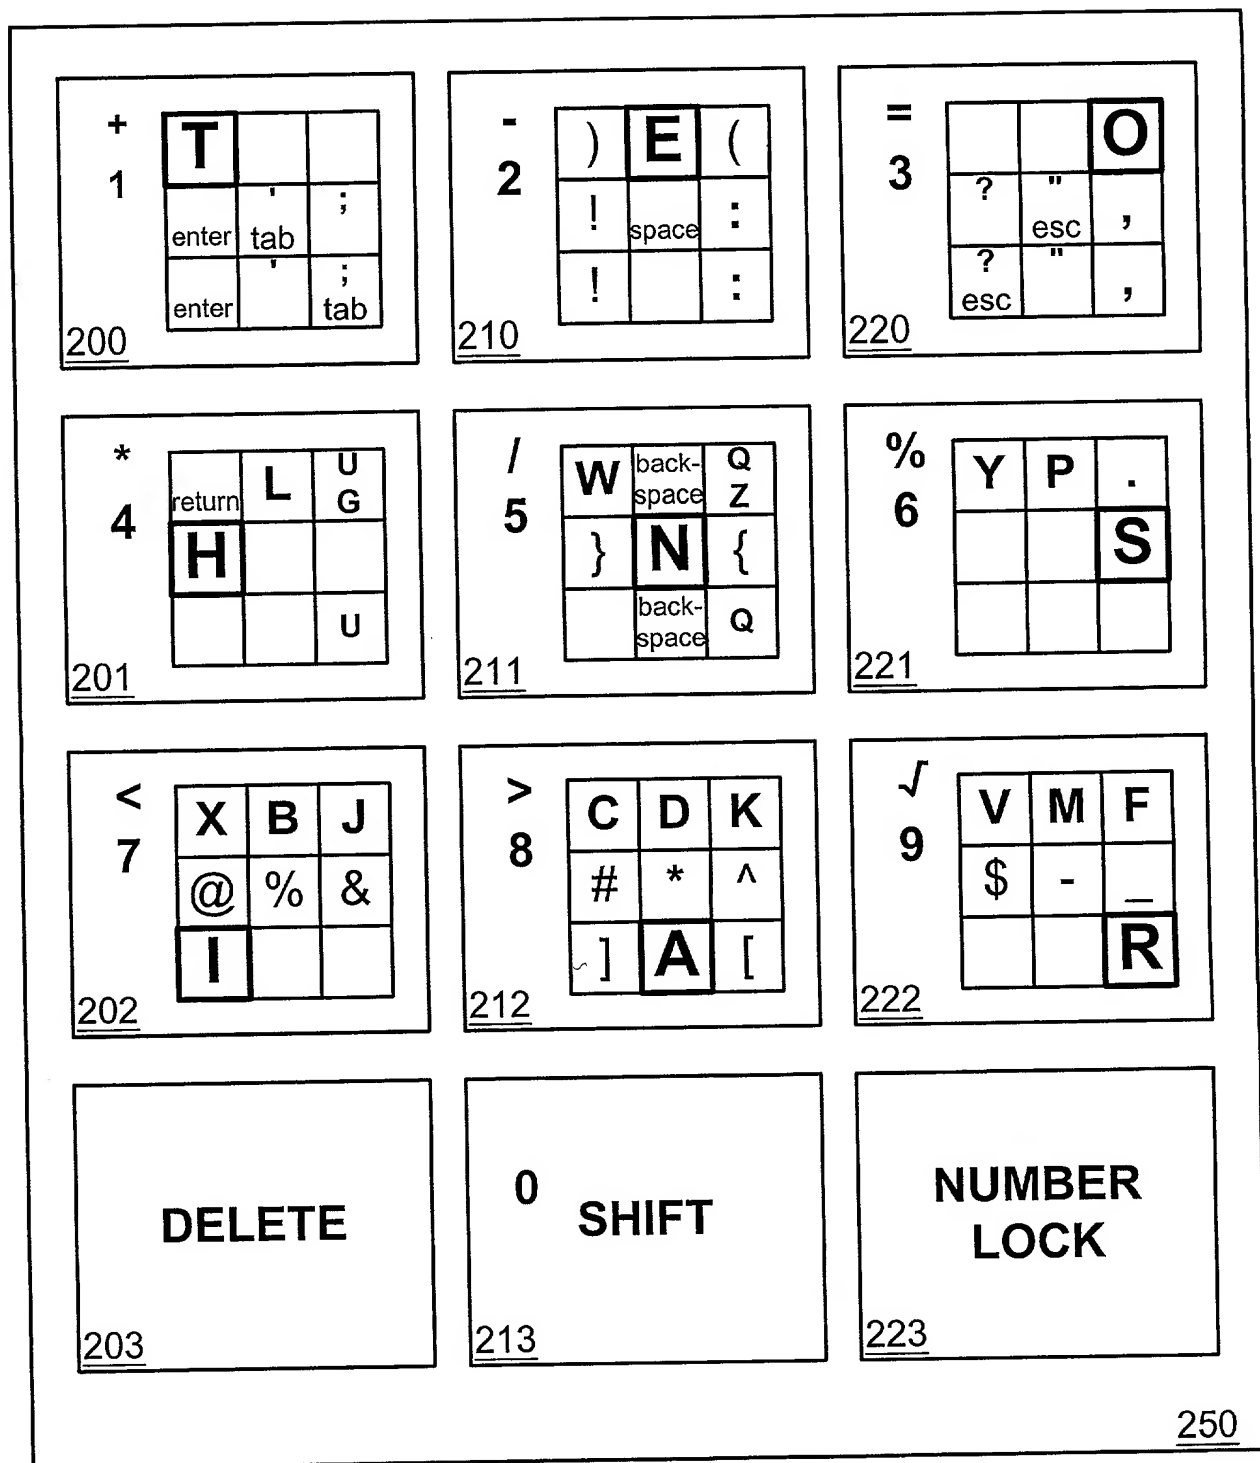 +
1
T
' ;
enter tab
' ;
enter tab
200
-
2
) E (
! space :
! :
210
=
3
O
? " ,
esc
? " ,
esc
220
*
4
return L U
G
H
U
201
/
5
W back-
space Q
Z
} N {
back-
space Q
211
%
6
Y P .
S
221
<
7
X B J
@ % &
I
202
>
8
C D K
# * ^
] A [
212
√
9
V M F
$ - _
R
222
DELETE
203
0
SHIFT
213
NUMBER
LOCK
223
250